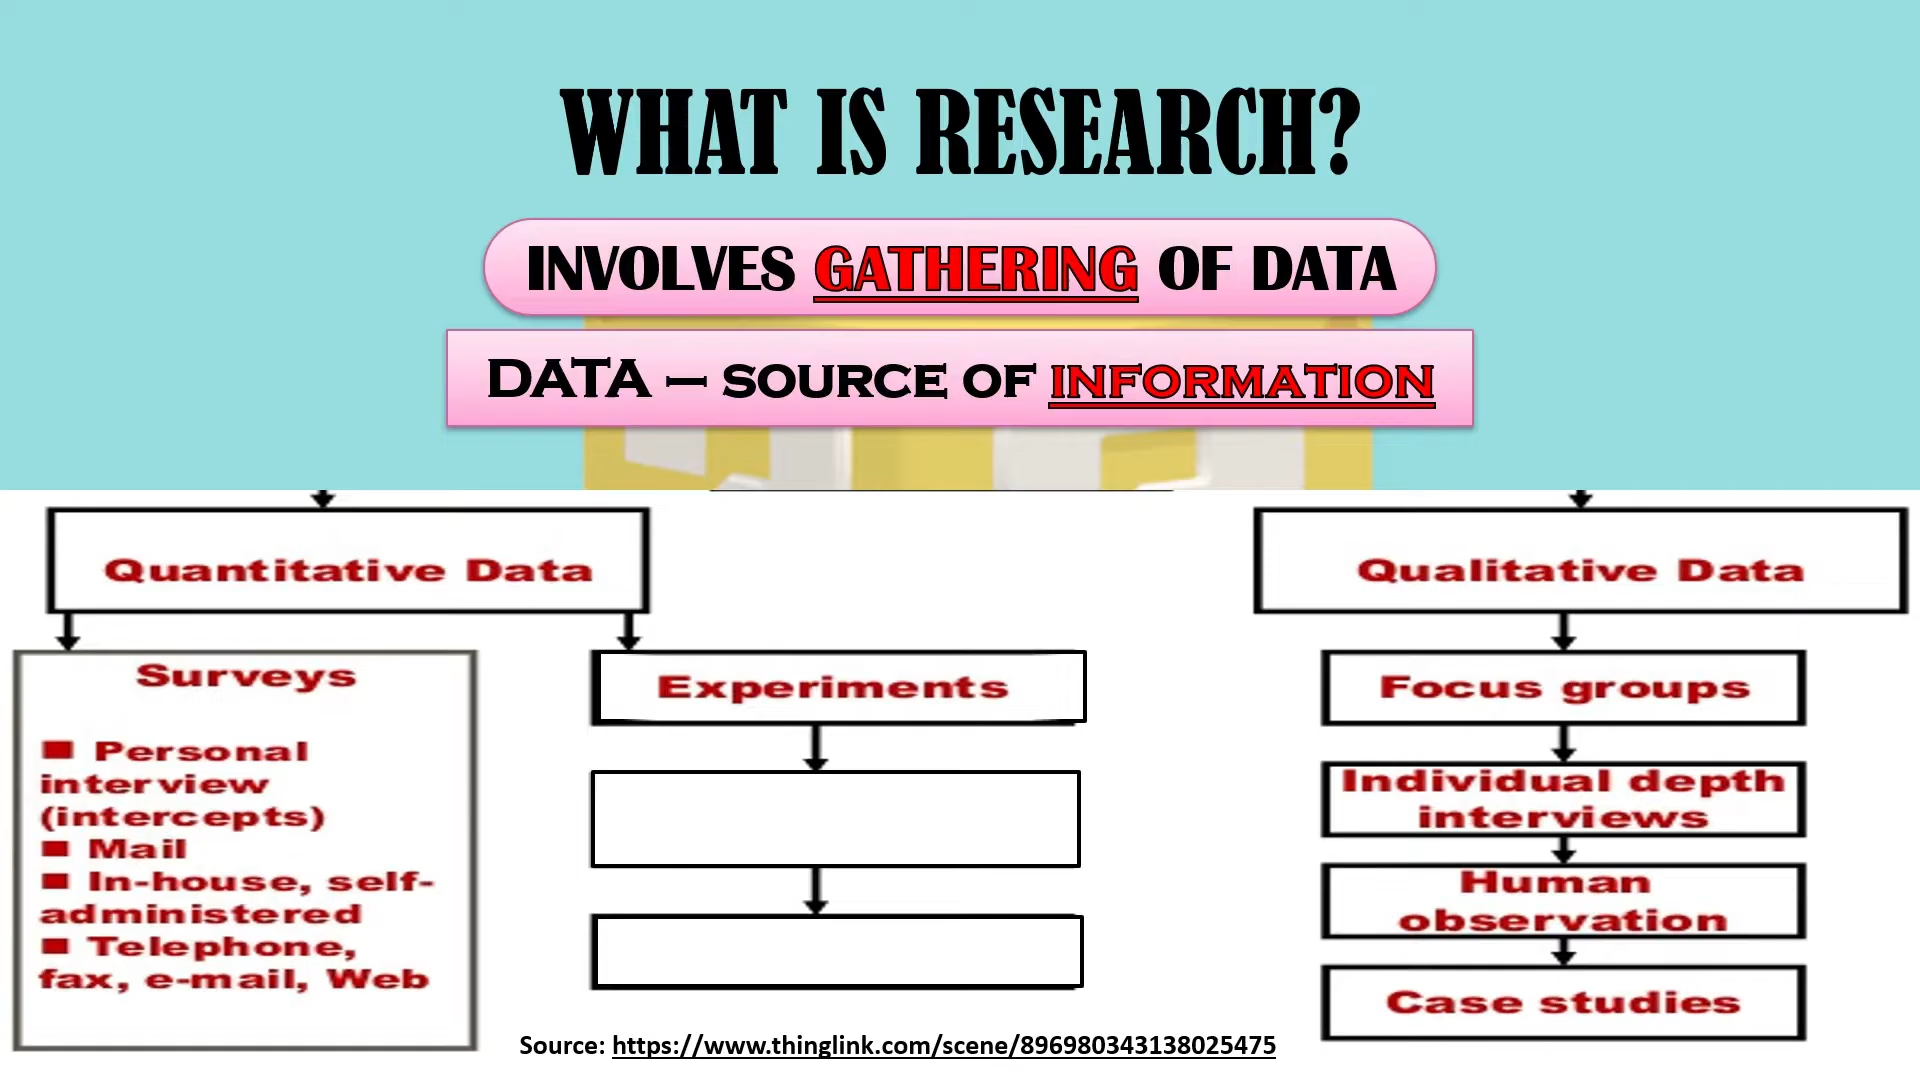 WHAT IS RESEARCH?
INVOLVES GATHERING OF DATA
DATA – SOURCE OF INFORMATION
Quantitative Data
Surveys
■ Personal
interview
(intercepts)
■ Mail
■ In-house, self-
administered
■ Telephone,
fax, e-mail, Web
Experiments
Qualitative Data
Focus groups
Individual depth
interviews
Human
observation
Case studies
Source: https://www.thinglink.com/scene/896980343138025475